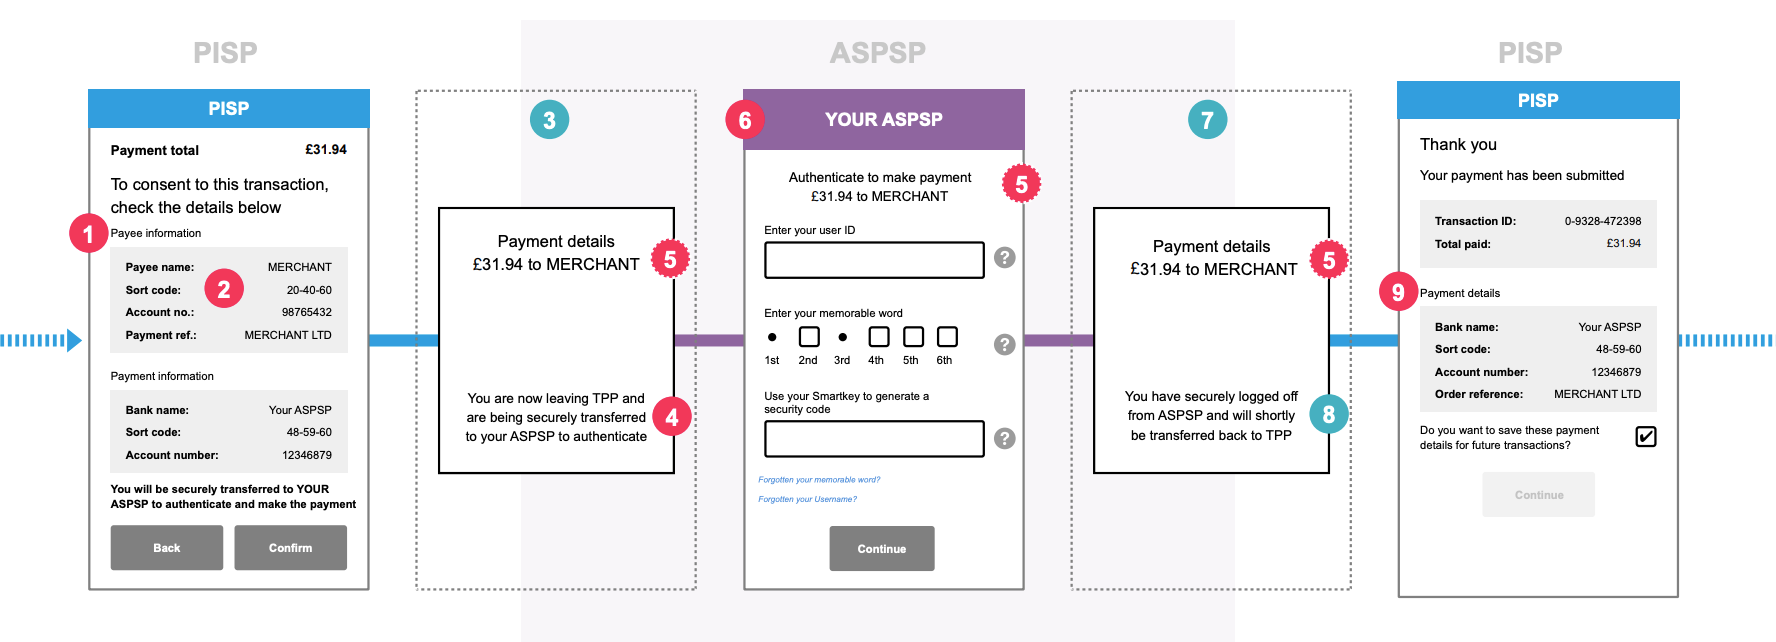 PISP
ASPSP
PISP
PISP
Payment total £31.94
To consent to this transaction,
check the details below
1
Payee information
Payee name: MERCHANT
Sort code: 20-40-60
2
Account no.: 98765432
Payment ref.: MERCHANT LTD
Payment information
Bank name: Your ASPSP
Sort code: 48-59-60
Account number: 12346879
You will be securely transferred to YOUR
ASPSP to authenticate and make the payment
Back
Confirm
3
Payment details
£31.94 to MERCHANT
5
You are now leaving TPP and
are being securely transferred
to your ASPSP to authenticate
4
6
YOUR ASPSP
Authenticate to make payment
£31.94 to MERCHANT
5
Enter your user ID
?
Enter your memorable word
?
1st 2nd 3rd 4th 5th 6th
Use your Smartkey to generate a
security code
?
Forgotten your memorable word?
Forgotten your Username?
Continue
7
Payment details
£31.94 to MERCHANT
5
You have securely logged off
from ASPSP and will shortly
be transferred back to TPP
8
PISP
Thank you
Your payment has been submitted
Transaction ID: 0-9328-472398
Total paid: £31.94
9
Payment details
Bank name: Your ASPSP
Sort code: 48-59-60
Account number: 12346879
Order reference: MERCHANT LTD
Do you want to save these payment
details for future transactions?
Continue